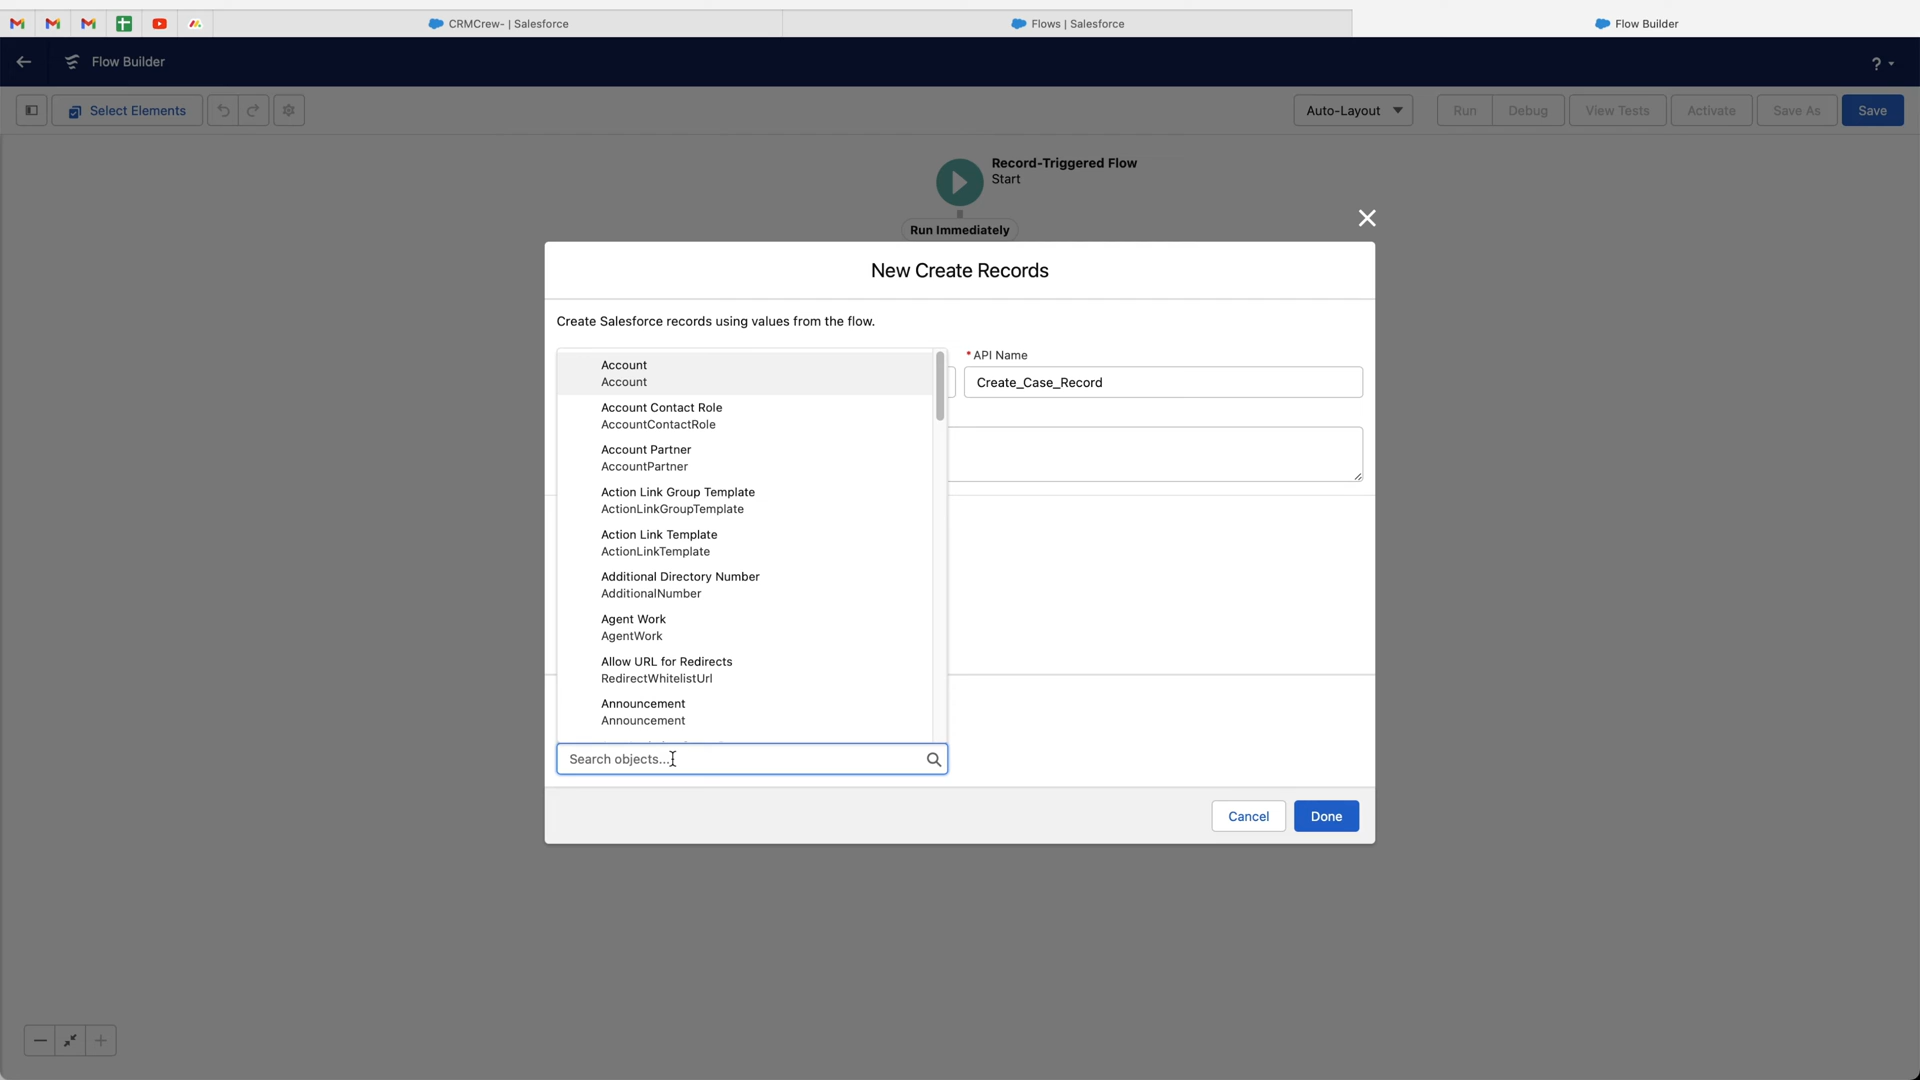 CRMCrew- | Salesforce
Flows | Salesforce
Flow Builder
Flow Builder
?
Select Elements
Auto-Layout
Run
Debug
View Tests
Activate
Save As
Save
Record-Triggered Flow
Start
Run Immediately
New Create Records
Create Salesforce records using values from the flow.
* API Name
Create_Case_Record
Account
Account
Account Contact Role
AccountContactRole
Account Partner
AccountPartner
Action Link Group Template
ActionLinkGroupTemplate
Action Link Template
ActionLinkTemplate
Additional Directory Number
AdditionalNumber
Agent Work
AgentWork
Allow URL for Redirects
RedirectWhitelistUrl
Announcement
Announcement
Search objects...
Cancel
Done